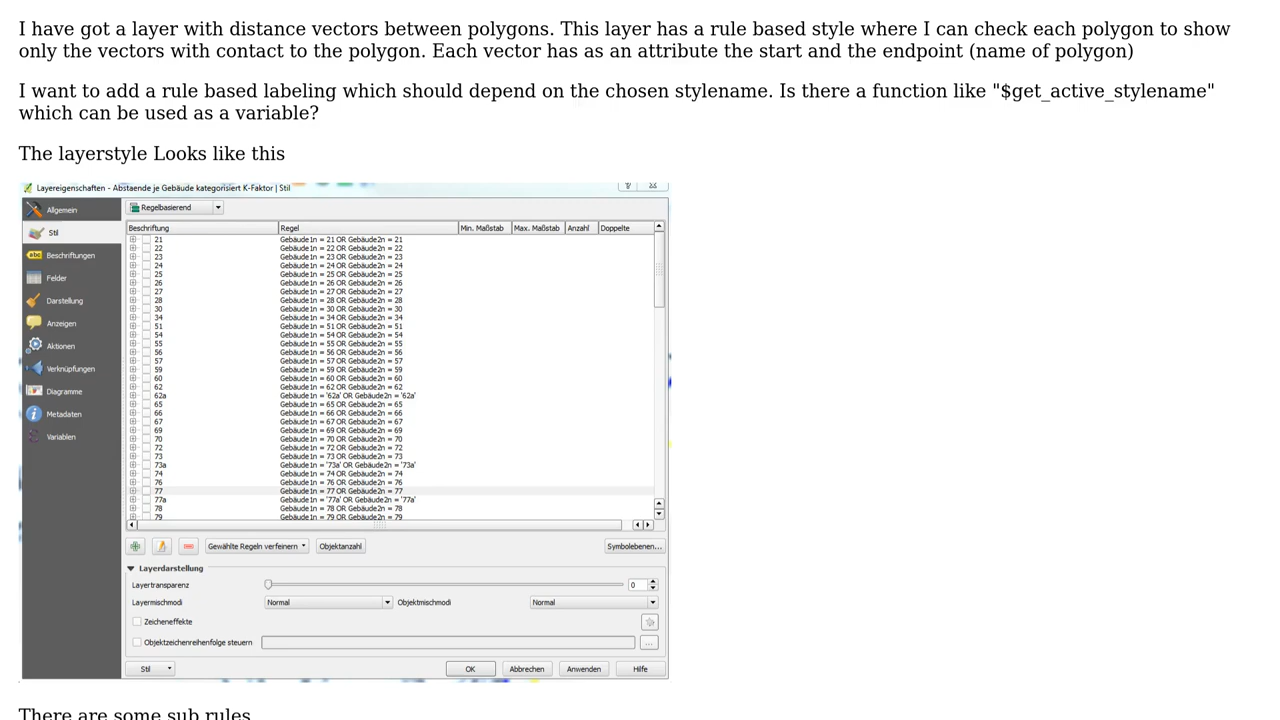 I have got a layer with distance vectors between polygons. This layer has a rule based style where I can check each polygon to show
only the vectors with contact to the polygon. Each vector has as an attribute the start and the endpoint (name of polygon)
I want to add a rule based labeling which should depend on the chosen stylename. Is there a function like "$get_active_stylename"
which can be used as a variable?
The layerstyle Looks like this
Layereigenschaften - Abstaende je Gebäude kategorisiert K-Faktor | Stil
Allgemein
Stil
Beschriftungen
Felder
Darstellung
Anzeigen
Aktionen
Verknüpfungen
Diagramme
Metadaten
Variablen
Regelbasierend
Beschriftung Regel Min. Maßstab Max. Maßstab Anzahl Doppelte
21 Gebäude1n = 21 OR Gebäude2n = 21
22 Gebäude1n = 22 OR Gebäude2n = 22
23 Gebäude1n = 23 OR Gebäude2n = 23
24 Gebäude1n = 24 OR Gebäude2n = 24
25 Gebäude1n = 25 OR Gebäude2n = 25
26 Gebäude1n = 26 OR Gebäude2n = 26
27 Gebäude1n = 27 OR Gebäude2n = 27
28 Gebäude1n = 28 OR Gebäude2n = 28
30 Gebäude1n = 30 OR Gebäude2n = 30
34 Gebäude1n = 34 OR Gebäude2n = 34
51 Gebäude1n = 51 OR Gebäude2n = 51
54 Gebäude1n = 54 OR Gebäude2n = 54
55 Gebäude1n = 55 OR Gebäude2n = 55
56 Gebäude1n = 56 OR Gebäude2n = 56
57 Gebäude1n = 57 OR Gebäude2n = 57
59 Gebäude1n = 59 OR Gebäude2n = 59
60 Gebäude1n = 60 OR Gebäude2n = 60
62 Gebäude1n = 62 OR Gebäude2n = 62
62a Gebäude1n = '62a' OR Gebäude2n = '62a'
65 Gebäude1n = 65 OR Gebäude2n = 65
66 Gebäude1n = 66 OR Gebäude2n = 66
67 Gebäude1n = 67 OR Gebäude2n = 67
69 Gebäude1n = 69 OR Gebäude2n = 69
70 Gebäude1n = 70 OR Gebäude2n = 70
72 Gebäude1n = 72 OR Gebäude2n = 72
73 Gebäude1n = 73 OR Gebäude2n = 73
73a Gebäude1n = '73a' OR Gebäude2n = '73a'
74 Gebäude1n = 74 OR Gebäude2n = 74
76 Gebäude1n = 76 OR Gebäude2n = 76
77 Gebäude1n = 77 OR Gebäude2n = 77
77a Gebäude1n = '77a' OR Gebäude2n = '77a'
78 Gebäude1n = 78 OR Gebäude2n = 78
79 Gebäude1n = 79 OR Gebäude2n = 79
Gewählte Regeln verfeinern Objektanzahl Symbolebenen...
Layerdarstellung
Layertransparenz 0
Layermischmodi Normal Objektmischmodi Normal
Zeicheneffekte
Objektzeichenreihenfolge steuern ...
Stil OK Abbrechen Anwenden Hilfe
There are some sub rules